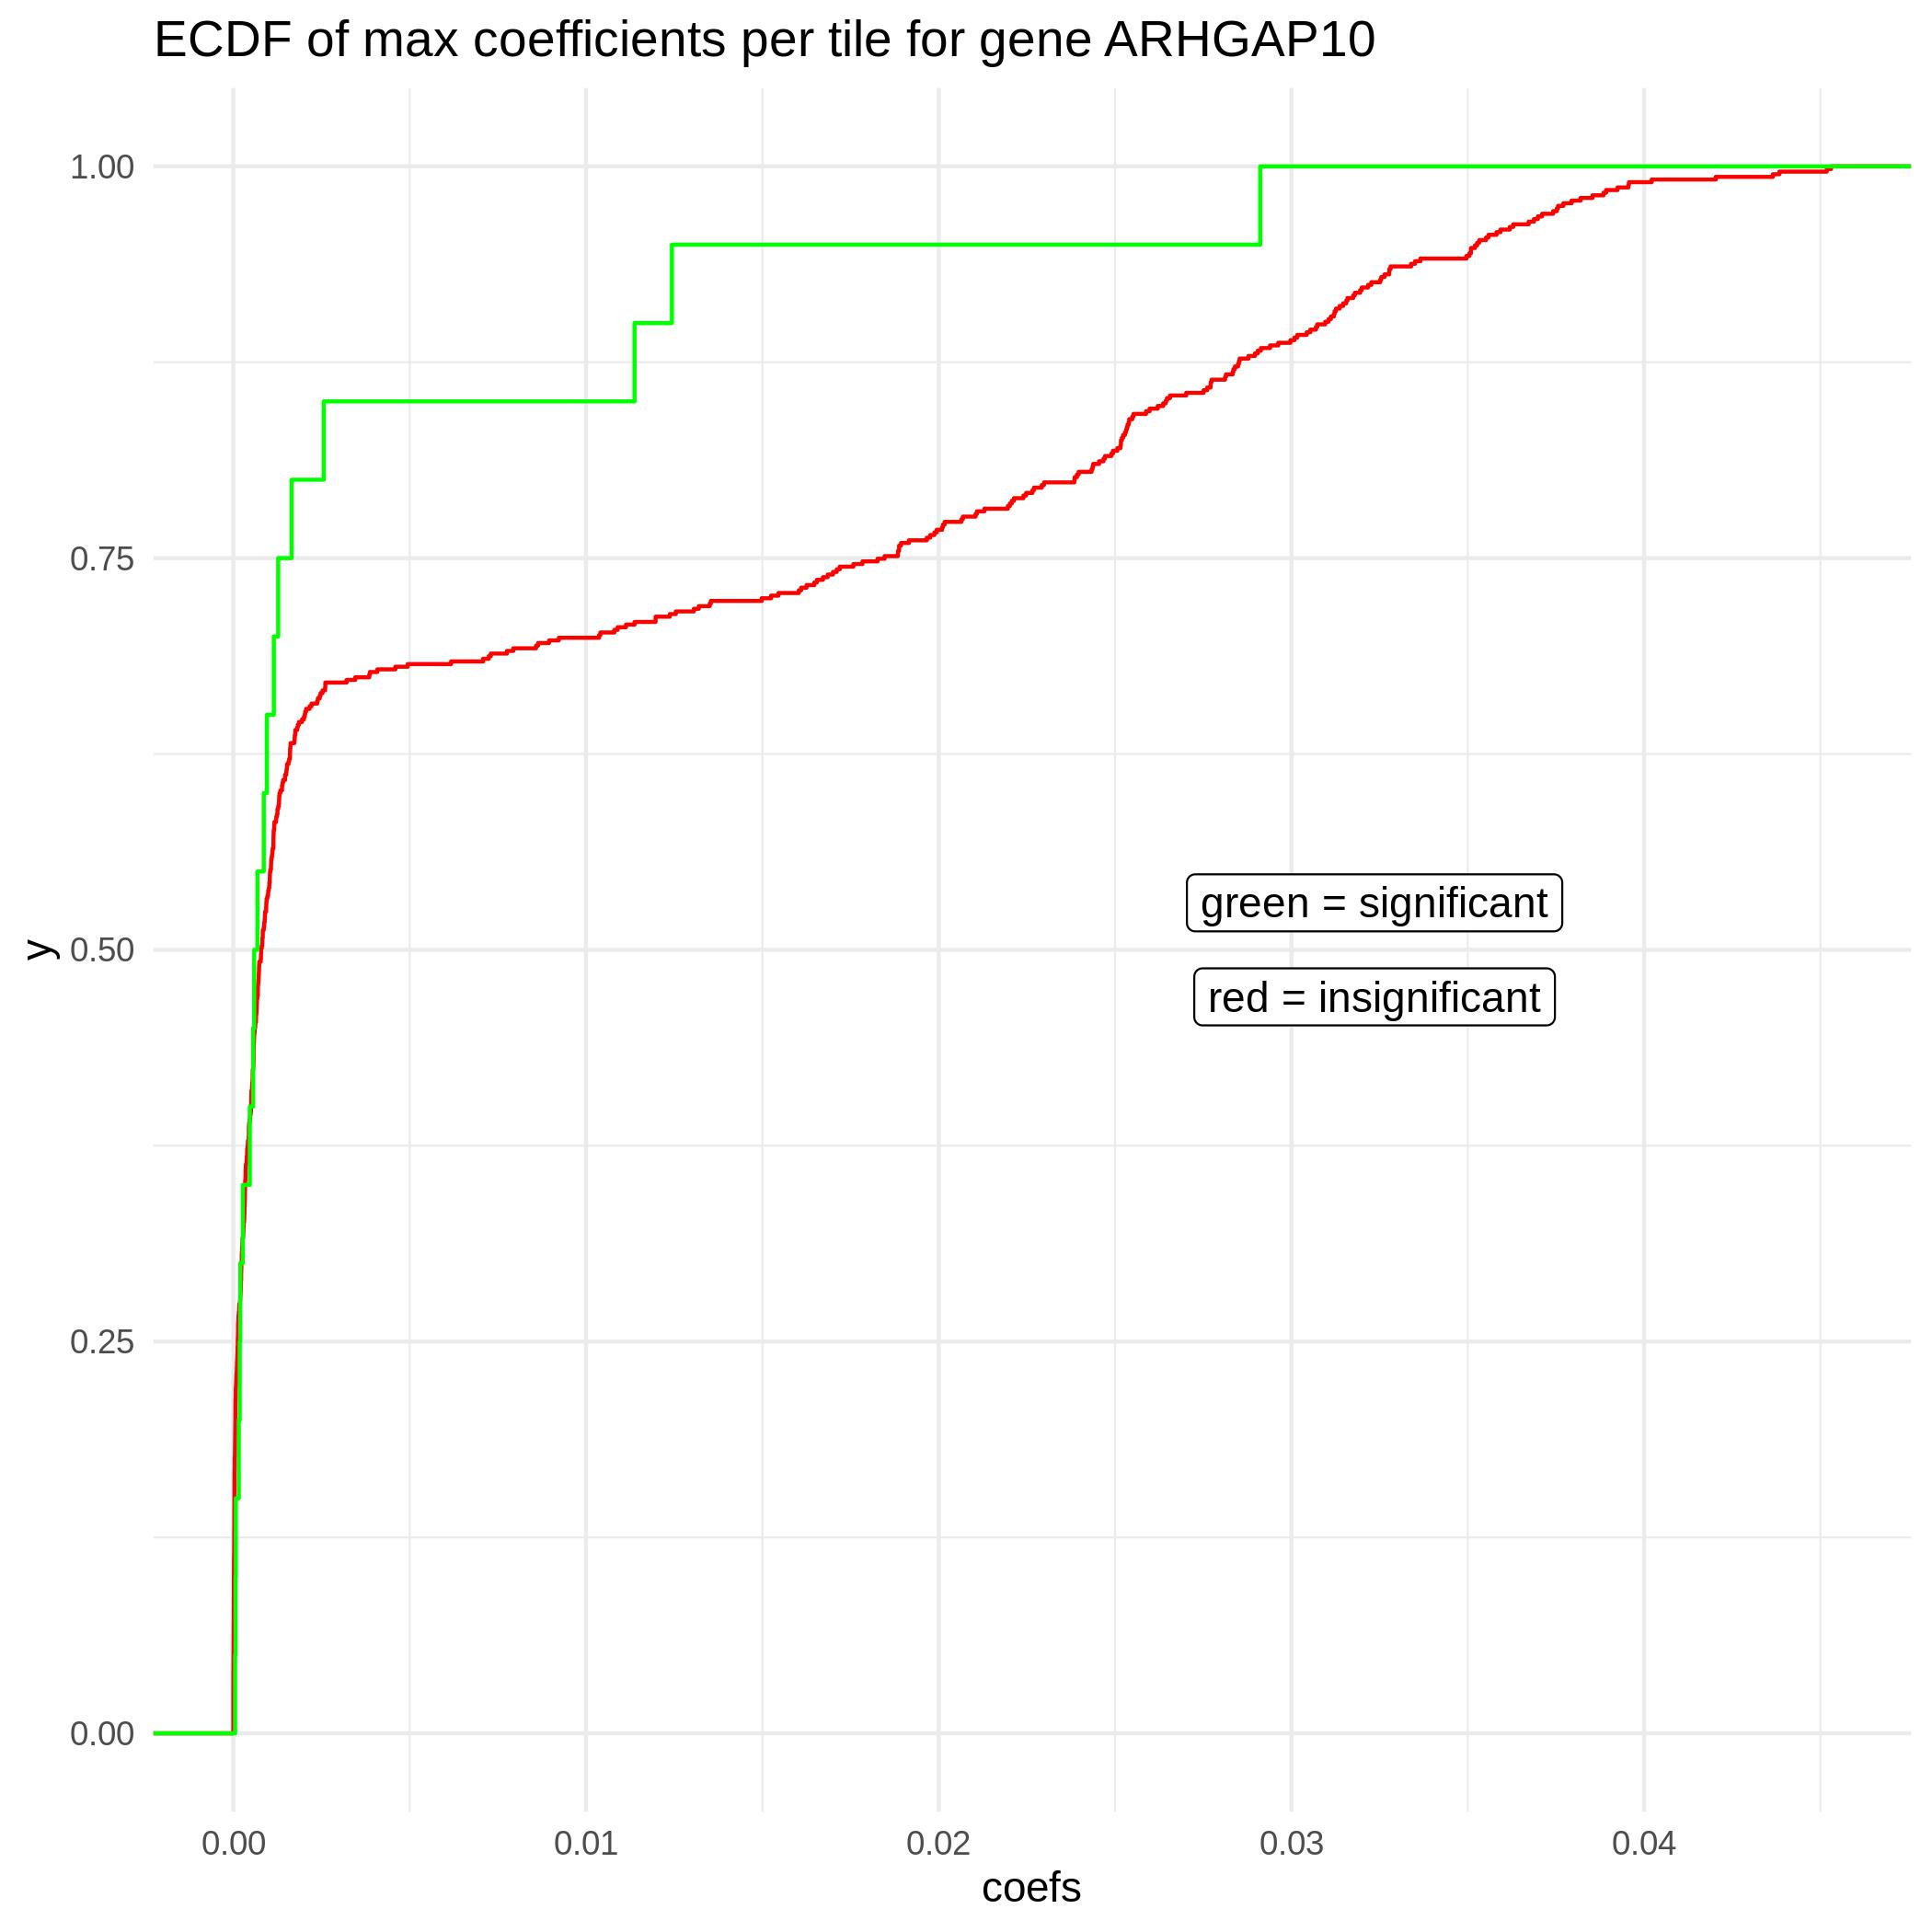 ECDF of max coefficients per tile for gene ARHGAP10
1.00
0.75
0.50
0.25
0.00
y
green = significant
red = insignificant
0.00 0.01 0.02 0.03 0.04
coefs